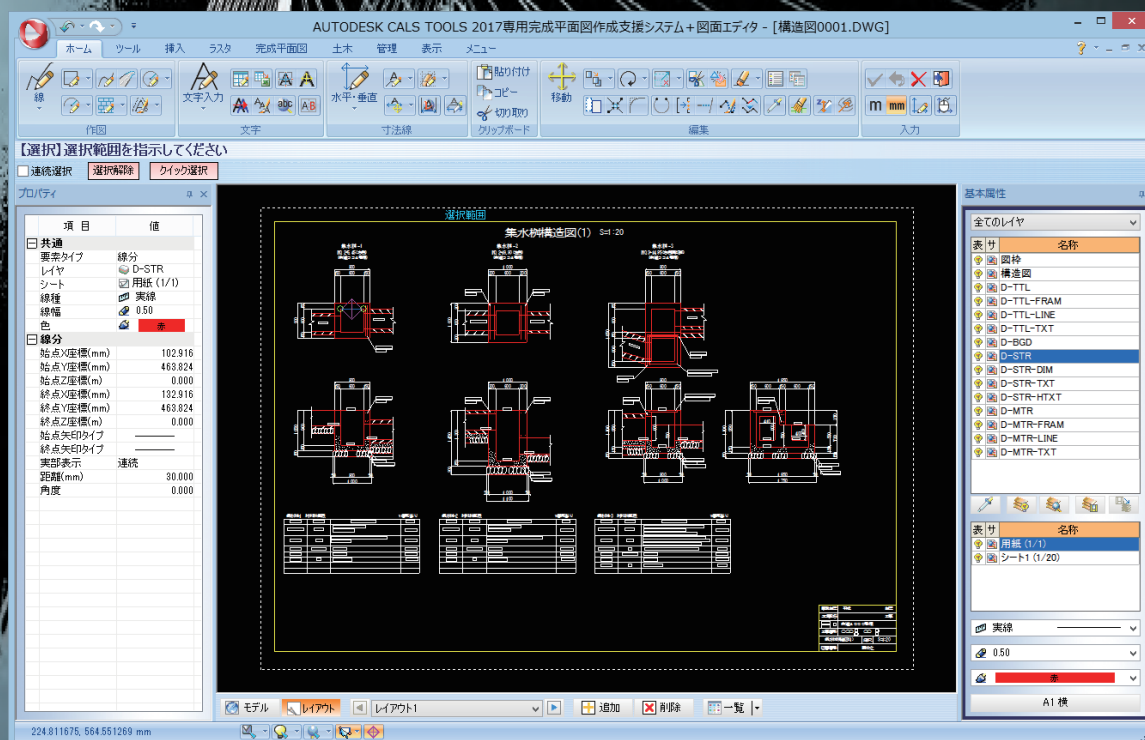 AUTODESK CALS TOOLS 2017専用完成平面図作成支援システム+図面エディタ - [構造図0001.DWG]
ホーム ツール 挿入 ラスタ 完成平面図 土木 管理 表示 メニュー
線
文字入力
水平・垂直
貼り付け
コピー
切り取り
移動
m mm
作図 文字 寸法線 クリップボード 編集 入力
【選択】選択範囲を指示してください
連続選択 選択解除 クイック選択
プロパティ
項目 値
共通
要素タイプ 線分
レイヤ D-STR
シート 用紙 (1/1)
線種 実線
線幅 0.50
色 赤
線分
始点X座標(mm) 102.916
始点Y座標(mm) 463.824
始点Z座標(m) 0.000
終点X座標(mm) 132.916
終点Y座標(mm) 463.824
終点Z座標(m) 0.000
始点矢印タイプ
終点矢印タイプ
実部表示 連続
距離(mm) 30.000
角度 0.000
選択範囲
集水桝構造図(1) S=1:20
基本属性
全てのレイヤ
表 サ 名称
図枠
構造図
D-TTL
D-TTL-FRAM
D-TTL-LINE
D-TTL-TXT
D-BGD
D-STR
D-STR-DIM
D-STR-TXT
D-STR-HTXT
D-MTR
D-MTR-FRAM
D-MTR-LINE
D-MTR-TXT
表 サ 名称
用紙 (1/1)
シート1 (1/20)
実線
0.50
赤
A1 横
モデル レイアウト レイアウト1 追加 削除 一覧
224.811675, 564.551269 mm